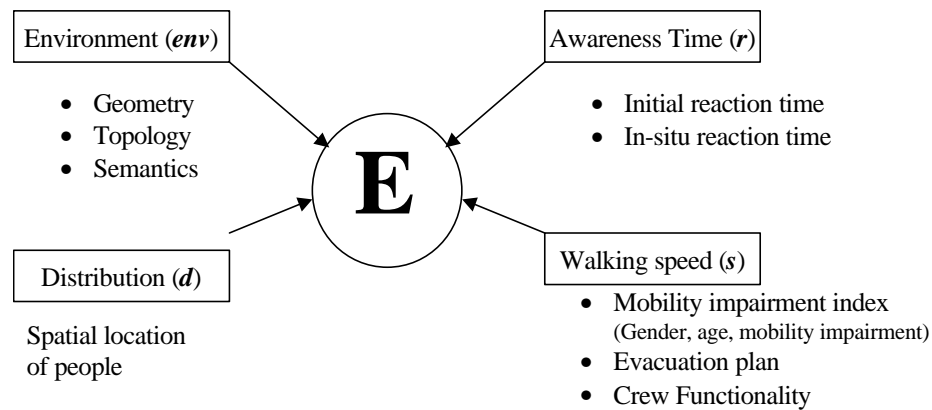 Environment (env)
• Geometry
• Topology
• Semantics
Awareness Time (r)
• Initial reaction time
• In-situ reaction time
E
Distribution (d)
Spatial location
of people
Walking speed (s)
• Mobility impairment index
(Gender, age, mobility impairment)
• Evacuation plan
• Crew Functionality